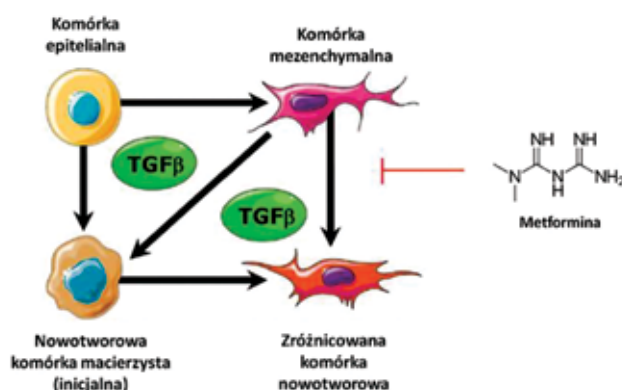 Komórka
epitelialna
Komórka
mezenchymalna
TGFβ
TGFβ
NH
NH
N
N
H
NH2
Metformina
Nowotworowa
komórka macierzysta
(inicjalna)
Zróżnicowana
komórka
nowotworowa